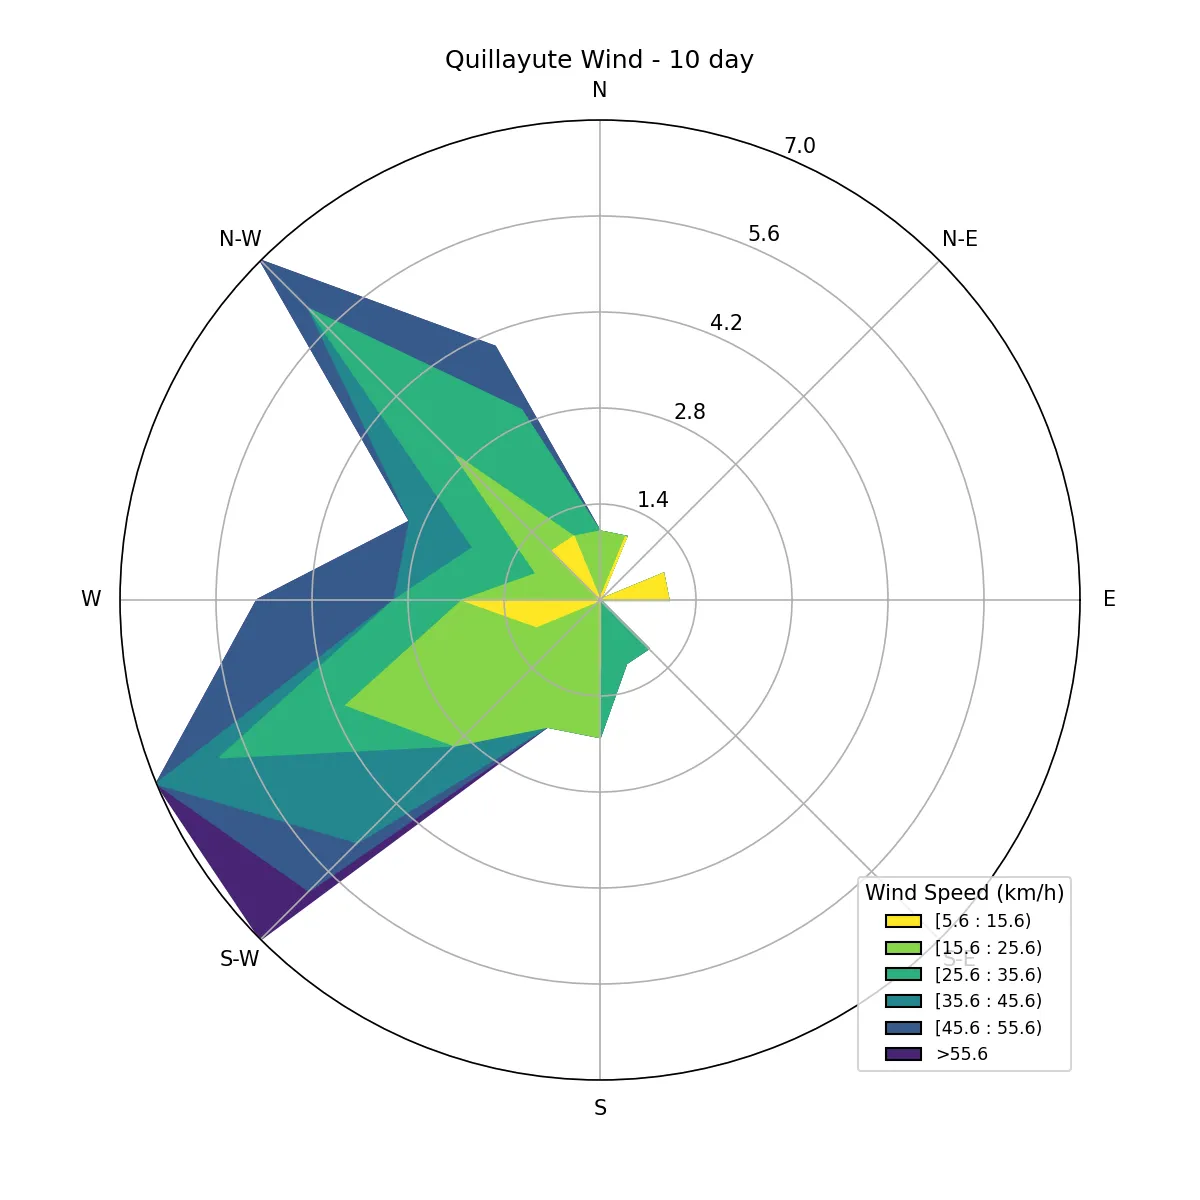 Quillayute Wind - 10 day
N
7.0
N-W
5.6
N-E
4.2
2.8
1.4
W
E
Wind Speed (km/h)
[5.6 : 15.6)
[15.6 : 25.6)
S-W
S-E
[25.6 : 35.6)
[35.6 : 45.6)
[45.6 : 55.6)
>55.6
S